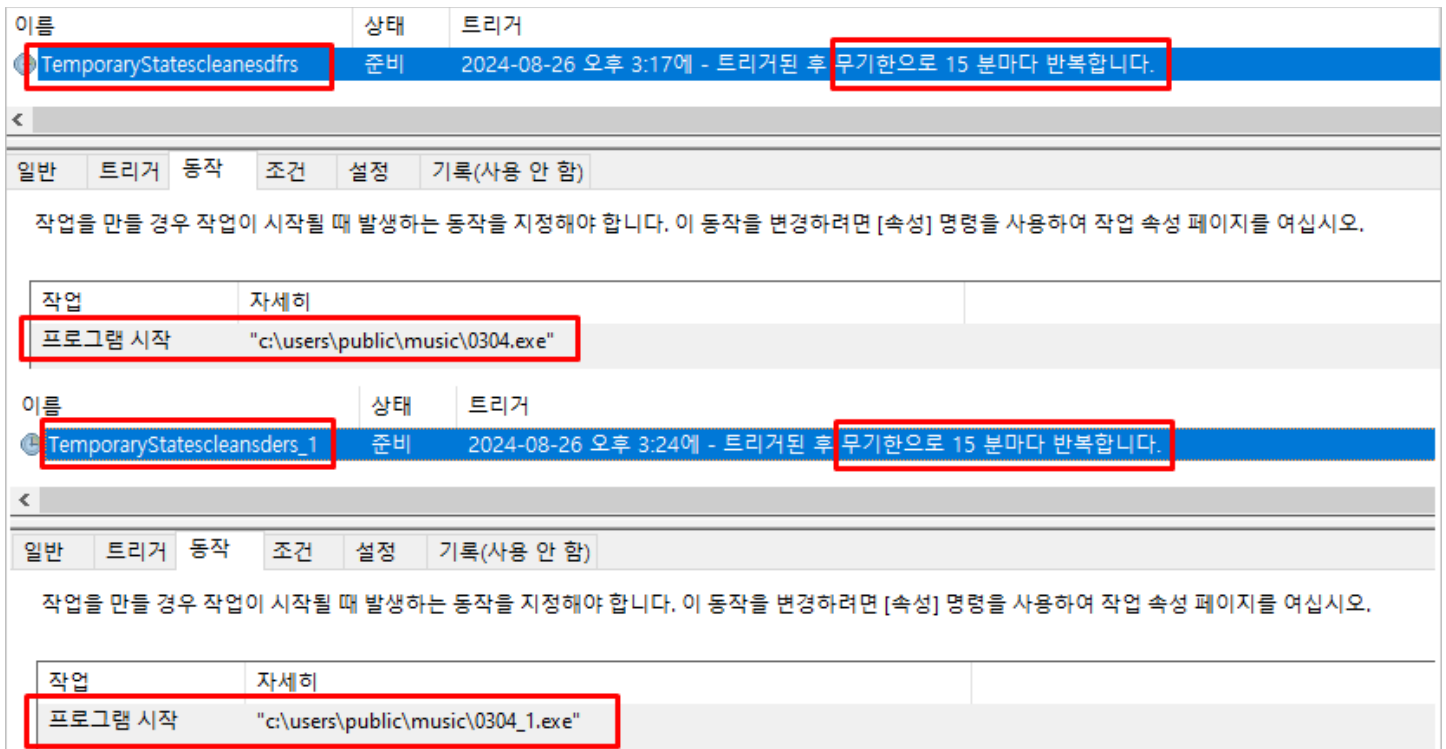 이름 상태 트리거
TemporaryStatescleanesdfrs 준비 2024-08-26 오후 3:17에 - 트리거된 후 무기한으로 15 분마다 반복합니다.
일반 트리거 동작 조건 설정 기록(사용 안 함)
작업을 만들 경우 작업이 시작될 때 발생하는 동작을 지정해야 합니다. 이 동작을 변경하려면 [속성] 명령을 사용하여 작업 속성 페이지를 여십시오.
작업 자세히
프로그램 시작 "c:\users\public\music\0304.exe"
이름 상태 트리거
TemporaryStatescleansders_1 준비 2024-08-26 오후 3:24에 - 트리거된 후 무기한으로 15 분마다 반복합니다.
일반 트리거 동작 조건 설정 기록(사용 안 함)
작업을 만들 경우 작업이 시작될 때 발생하는 동작을 지정해야 합니다. 이 동작을 변경하려면 [속성] 명령을 사용하여 작업 속성 페이지를 여십시오.
작업 자세히
프로그램 시작 "c:\users\public\music\0304_1.exe"